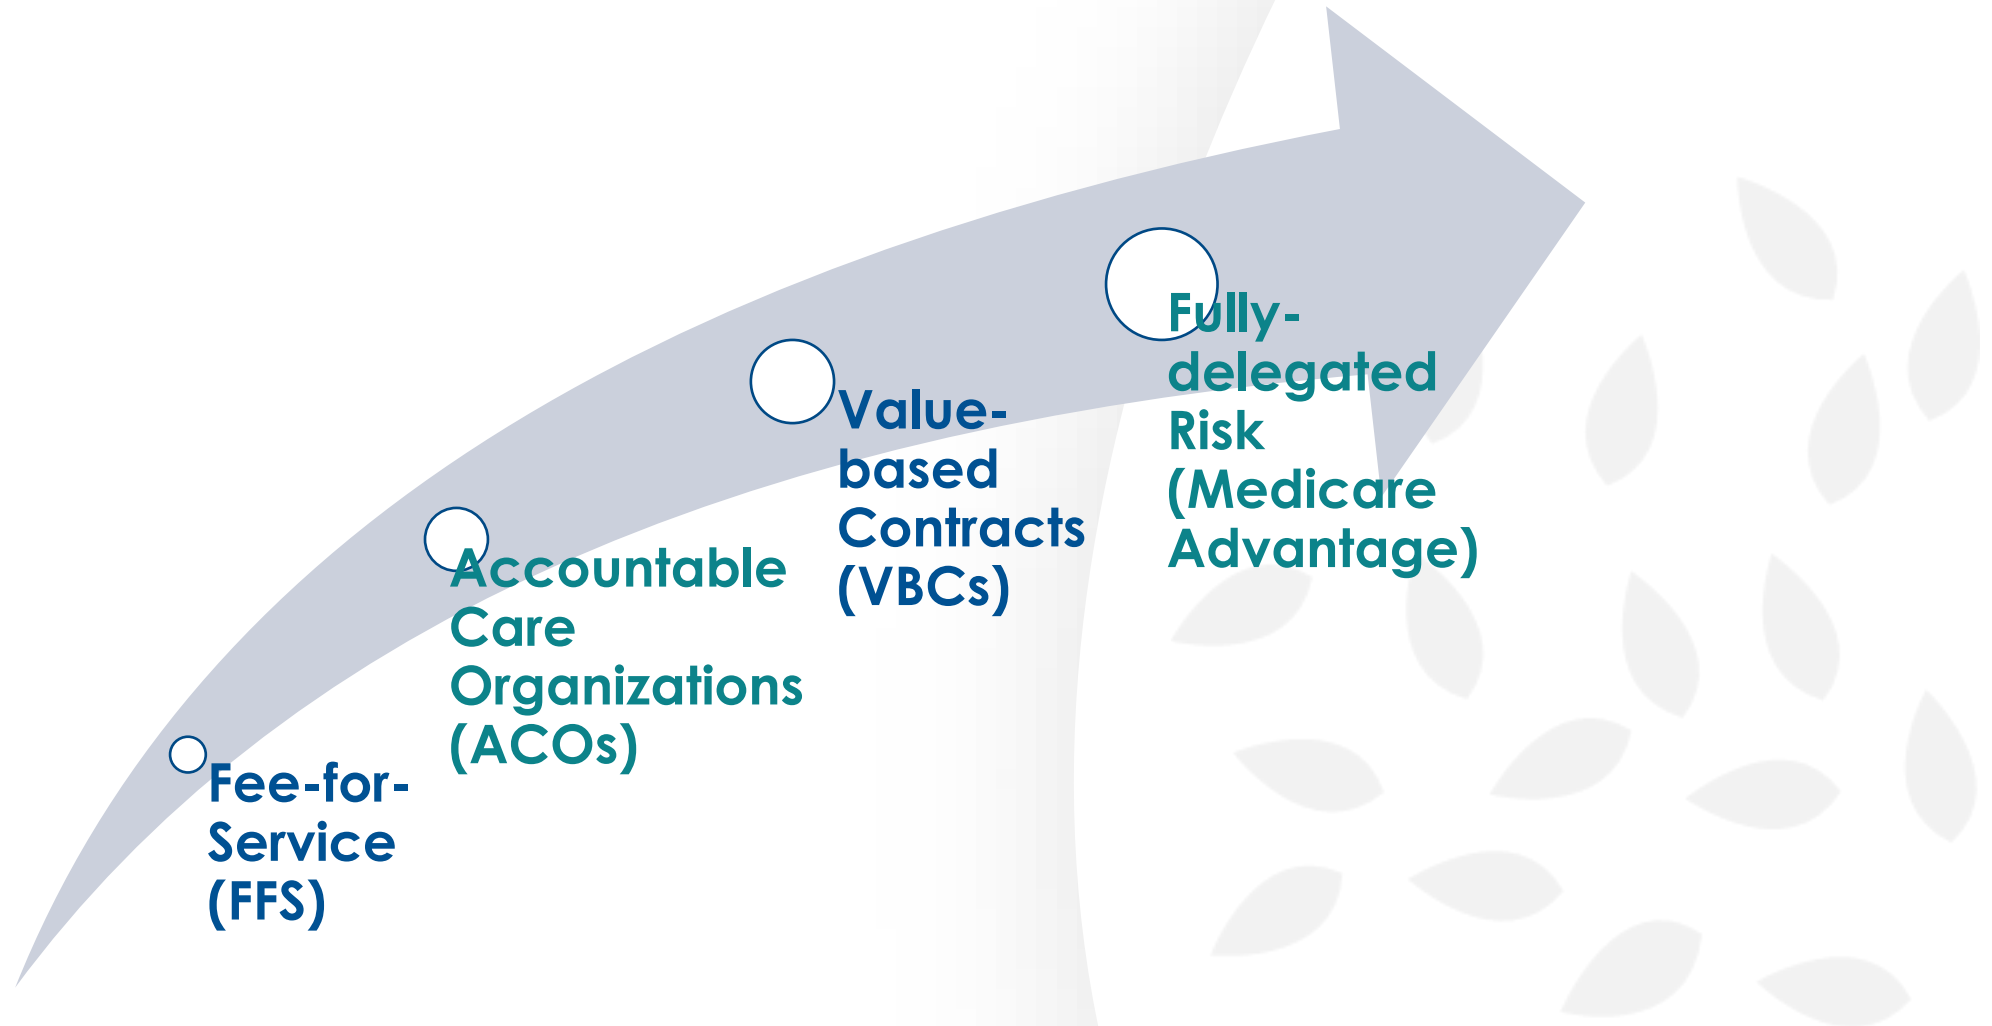 Fee-for-
Service
(FFS)
Accountable
Care
Organizations
(ACOs)
Value-
based
Contracts
(VBCs)
Fully-
delegated
Risk
(Medicare
Advantage)